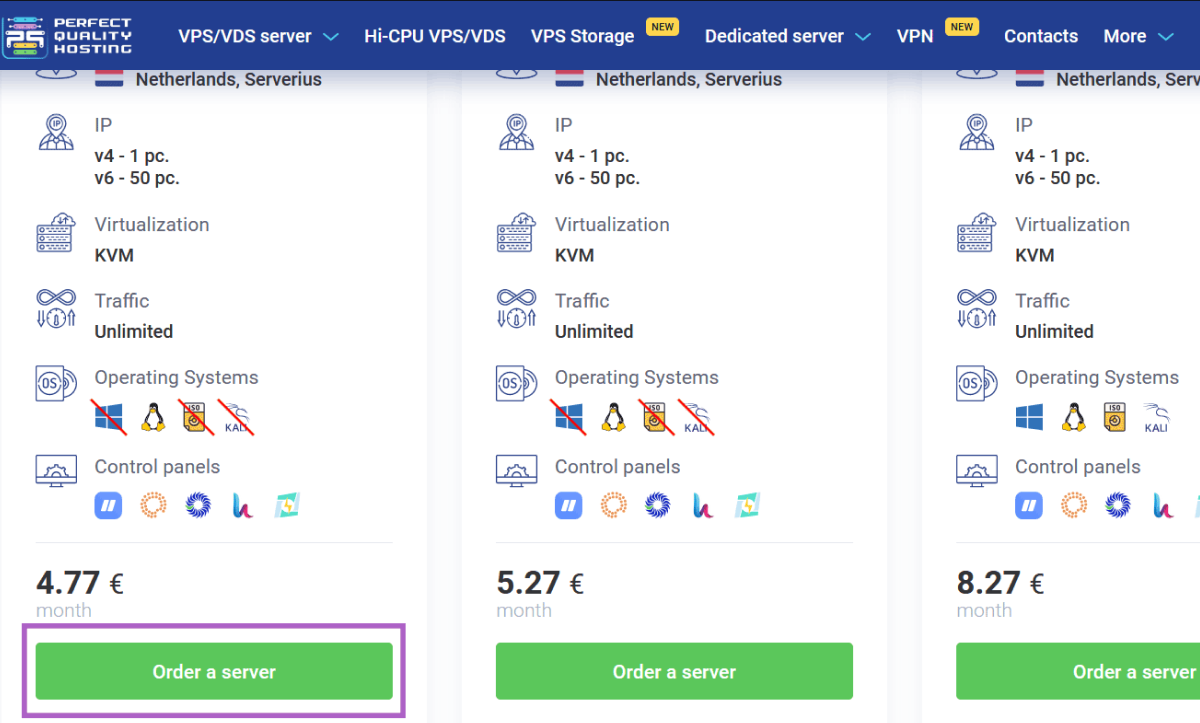 PERFECT
QUALITY
HOSTING
VPS/VDS server
Hi-CPU VPS/VDS
VPS Storage
NEW
Dedicated server
VPN
NEW
Contacts
More
Netherlands, Serverius
IP
v4 - 1 pc.
v6 - 50 pc.
Virtualization
KVM
Traffic
Unlimited
OS
Operating Systems
ISO
KALI
Control panels
4.77 €
month
Order a server
Netherlands, Serverius
IP
v4 - 1 pc.
v6 - 50 pc.
Virtualization
KVM
Traffic
Unlimited
OS
Operating Systems
ISO
KALI
Control panels
5.27 €
month
Order a server
Netherlands, Serv
IP
v4 - 1 pc.
v6 - 50 pc.
Virtualization
KVM
Traffic
Unlimited
OS
Operating Systems
ISO
KALI
Control panels
8.27 €
month
Order a server